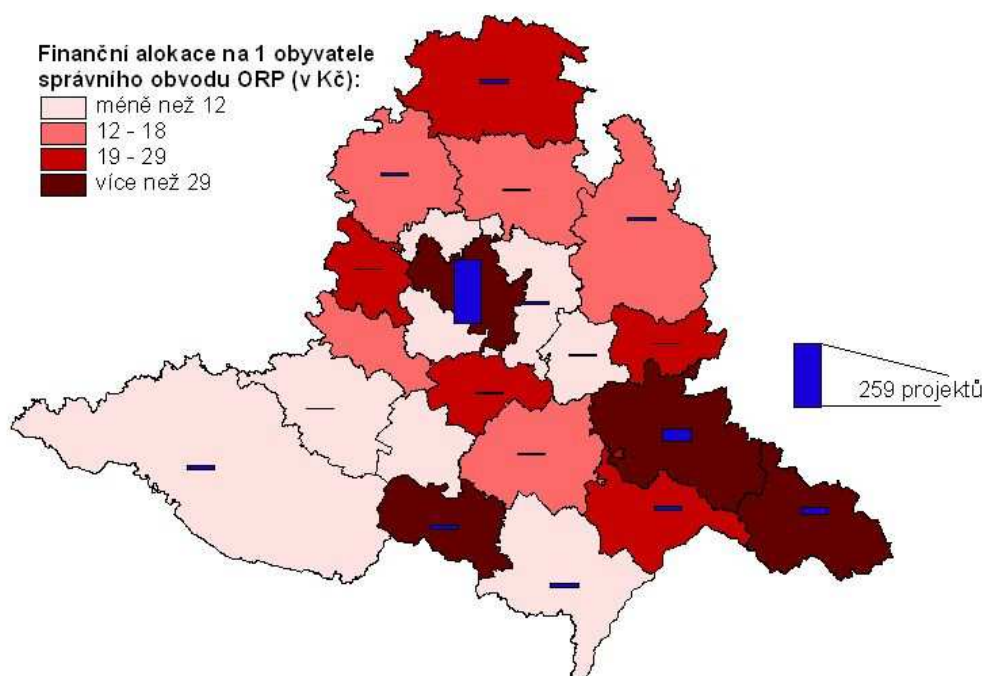 Finanční alokace na 1 obyvatele
správního obvodu ORP (v Kč):
méně než 12
12 - 18
19 - 29
více než 29
259 projektů